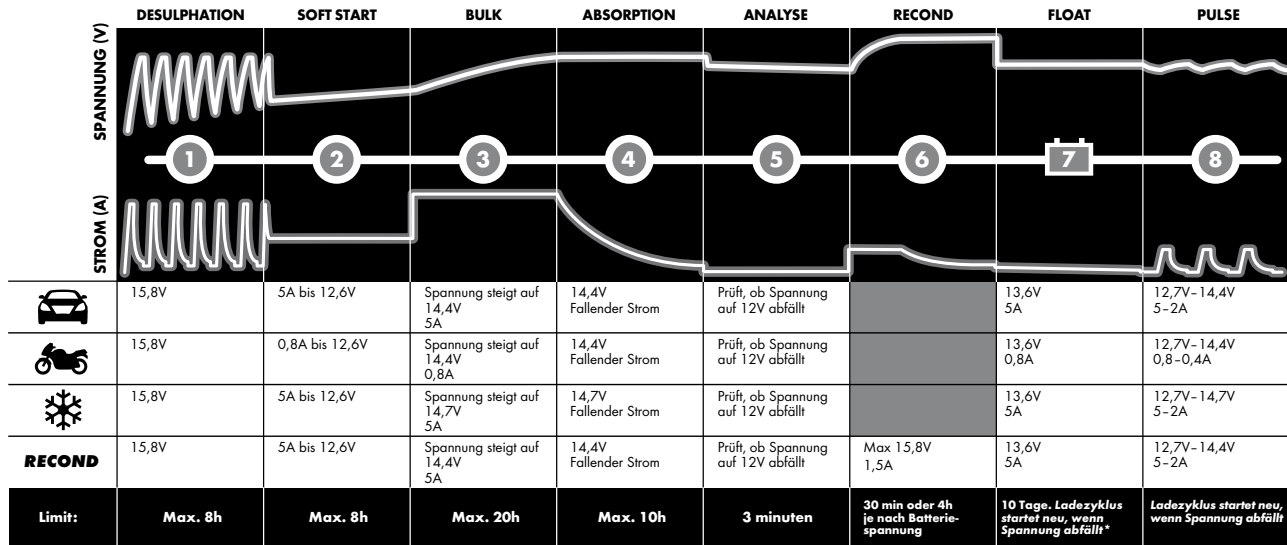 DESULPHATION SOFT START BULK ABSORPTION ANALYSE RECOND FLOAT PULSE
SPANNUNG (V)
1 2 3 4 5 6 7 8
STROM (A)
15,8V 5A bis 12,6V Spannung steigt auf 14,4V Prüft, ob Spannung 13,6V 12,7V–14,4V
14,4V Fallender Strom auf 12V abfällt 5A 5–2A
5A
15,8V 0,8A bis 12,6V Spannung steigt auf 14,4V Prüft, ob Spannung 13,6V 12,7V–14,4V
14,4V Fallender Strom auf 12V abfällt 0,8A 0,8–0,4A
0,8A
15,8V 5A bis 12,6V Spannung steigt auf 14,7V Prüft, ob Spannung 13,6V 12,7V–14,7V
14,7V Fallender Strom auf 12V abfällt 5A 5–2A
5A
RECOND 15,8V 5A bis 12,6V Spannung steigt auf 14,4V Prüft, ob Spannung Max 15,8V 13,6V 12,7V–14,4V
14,4V Fallender Strom auf 12V abfällt 1,5A 5A 5–2A
5A
Limit: Max. 8h Max. 8h Max. 20h Max. 10h 3 minuten 30 min oder 4h 10 Tage. Ladezyklus Ladezyklus startet neu,
je nach Batterie- startet neu, wenn wenn Spannung abfällt
spannung Spannung abfällt*